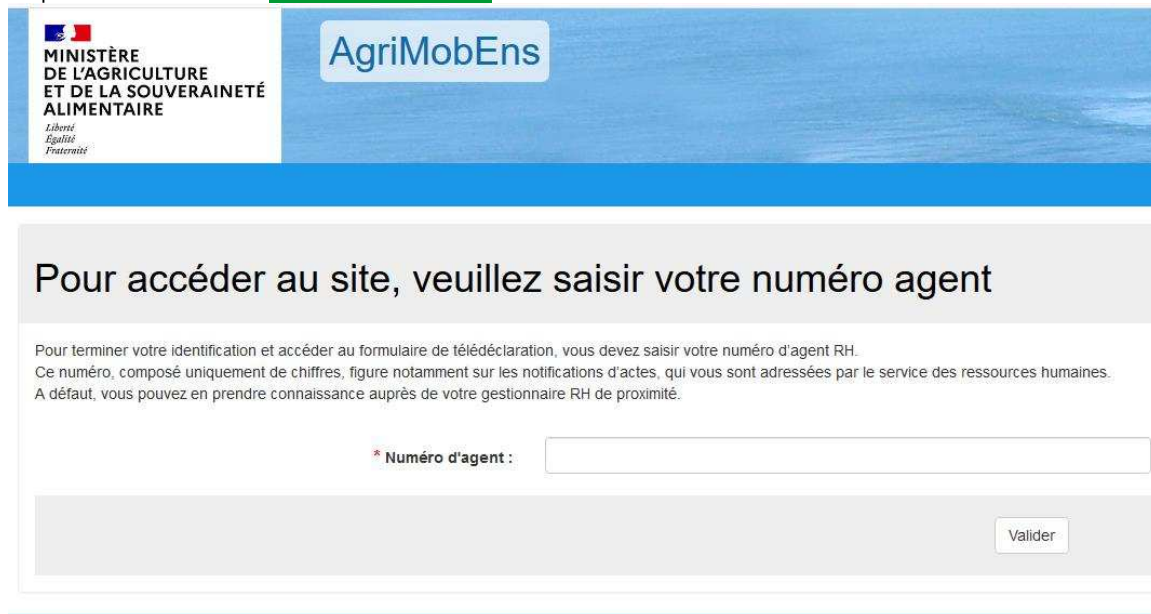 MINISTÈRE
DE L'AGRICULTURE
ET DE LA SOUVERAINETÉ
ALIMENTAIRE
Liberté
Égalité
Fraternité
AgriMobEns
Pour accéder au site, veuillez saisir votre numéro agent
Pour terminer votre identification et accéder au formulaire de télédéclaration, vous devez saisir votre numéro d'agent RH.
Ce numéro, composé uniquement de chiffres, figure notamment sur les notifications d'actes, qui vous sont adressées par le service des ressources humaines.
A défaut, vous pouvez en prendre connaissance auprès de votre gestionnaire RH de proximité.
* Numéro d'agent :
Valider